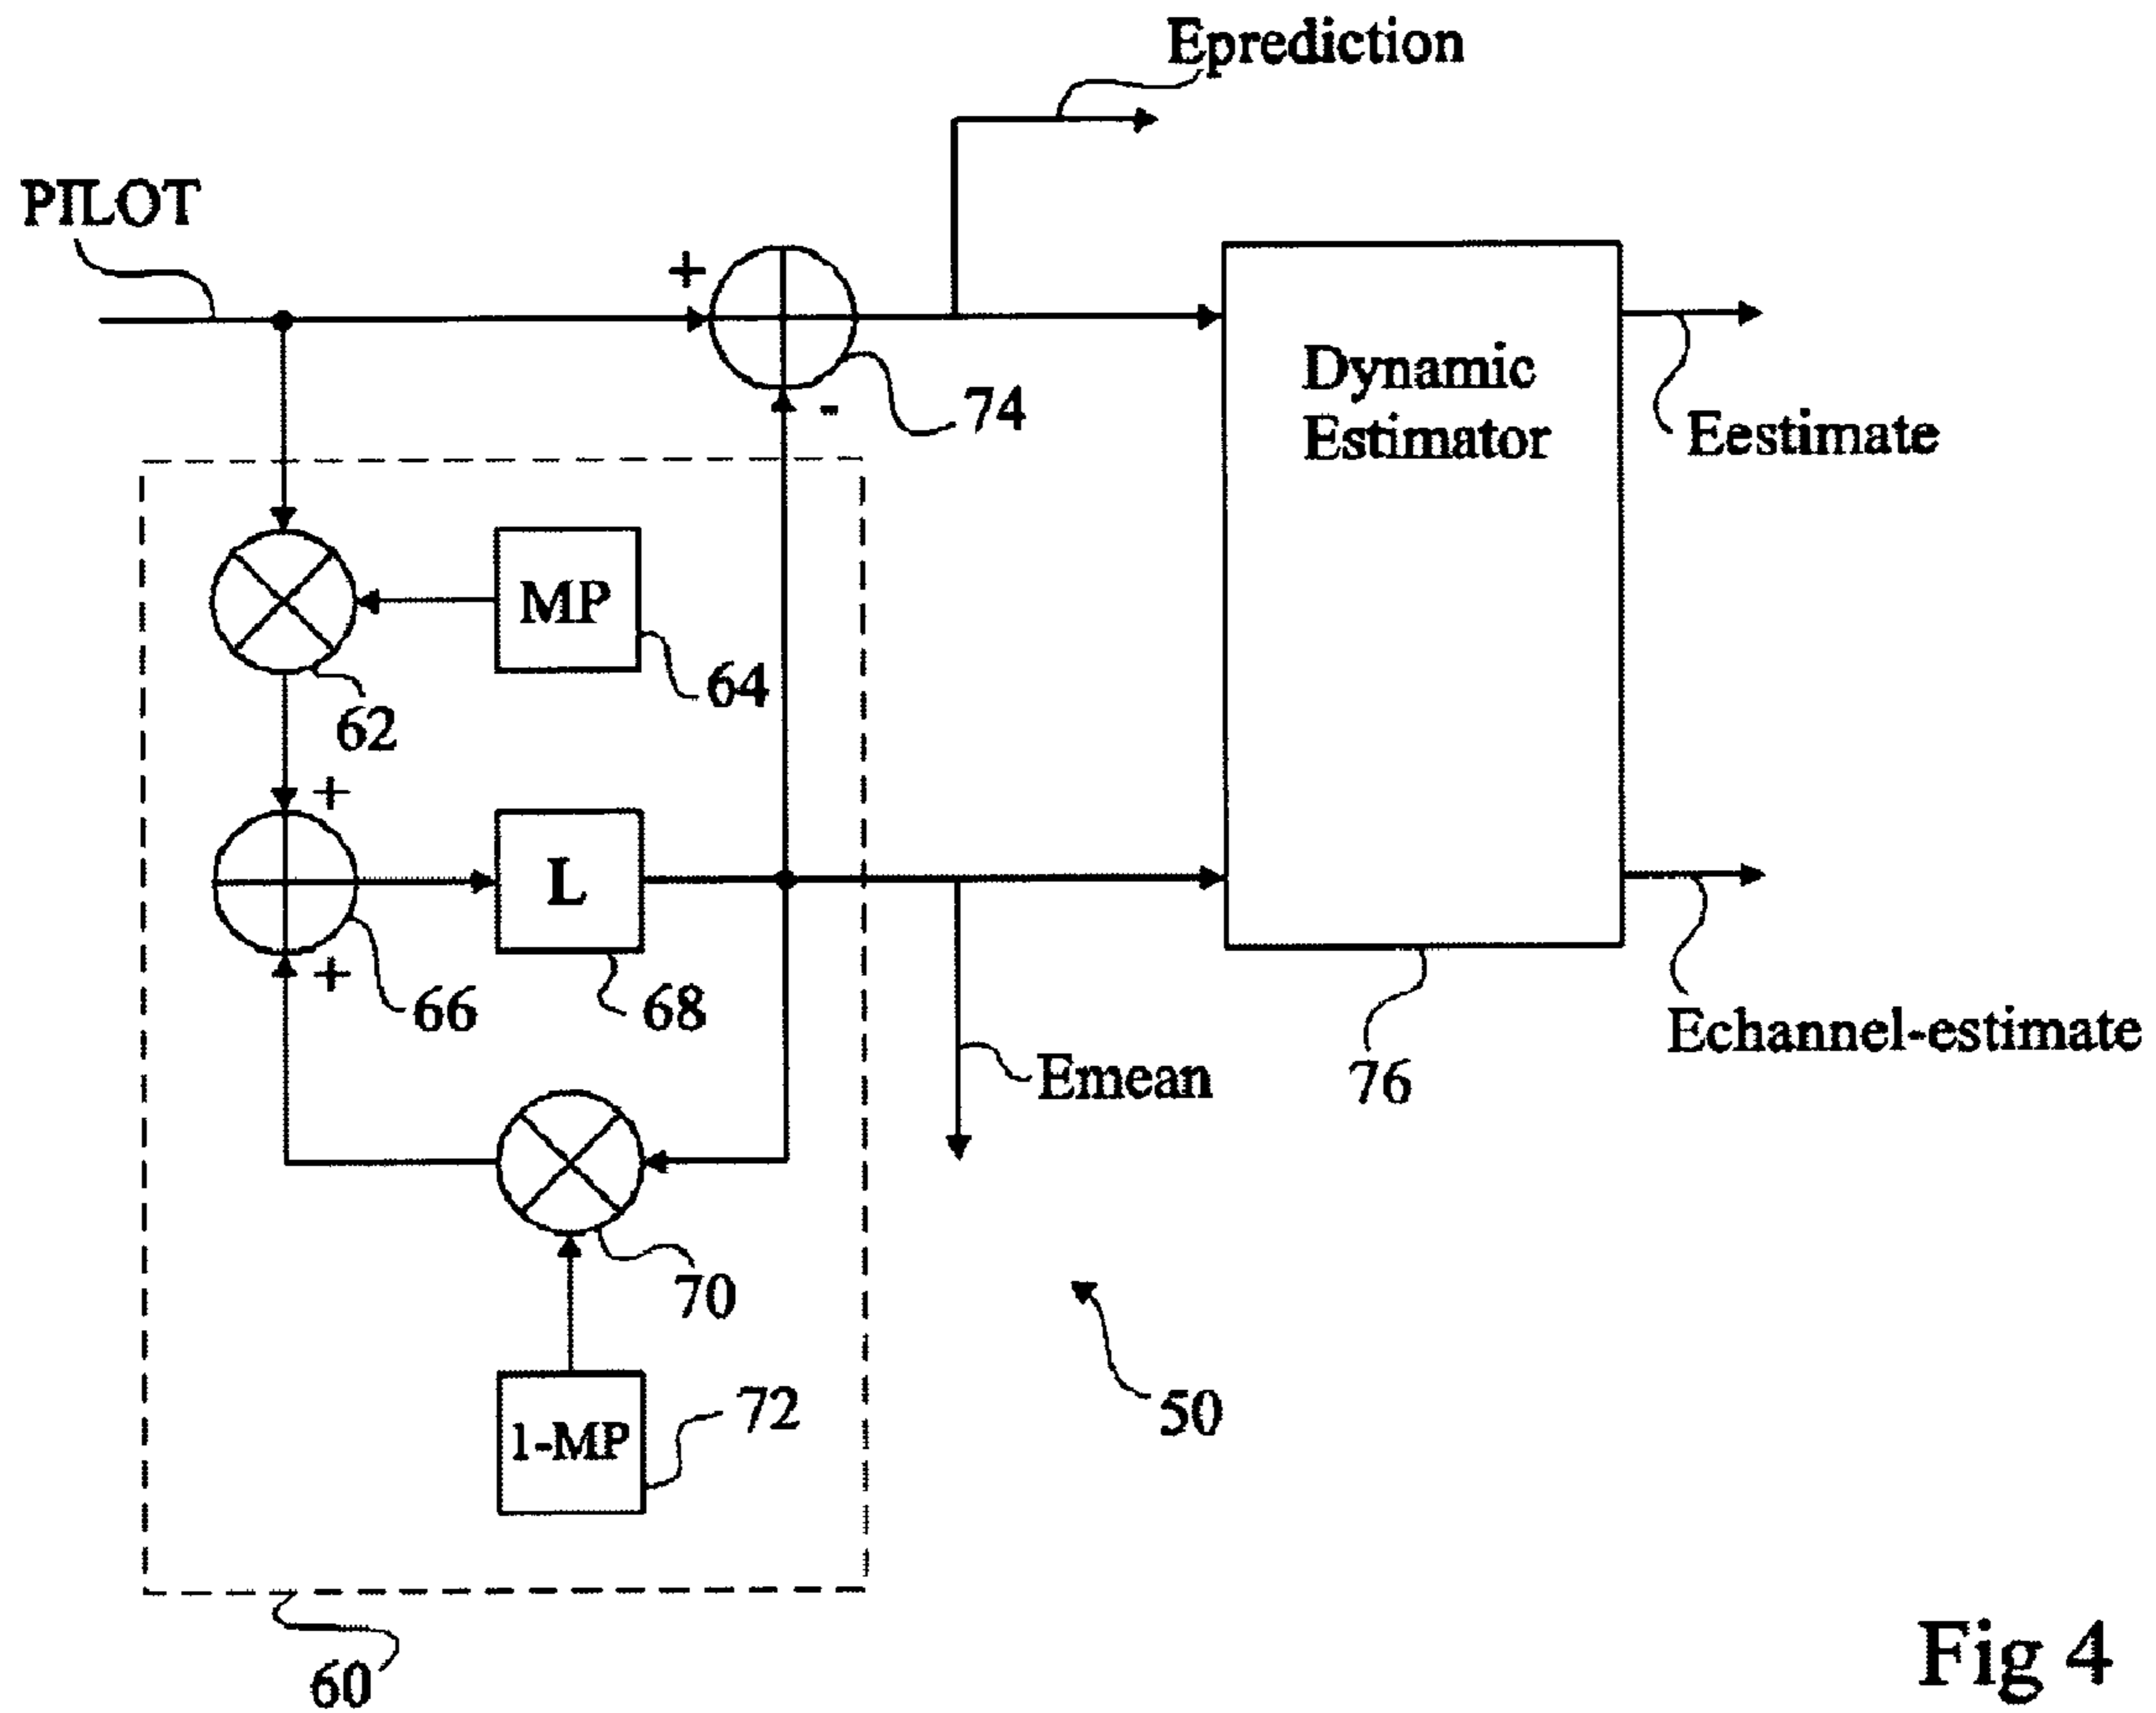 Eprediction
PILOT
+
-
74
Dynamic
Estimator
Eestimate
MP
64
62
+
L
+
66
68
Emean
Echannel-estimate
76
70
1-MP
72
50
60
Fig 4